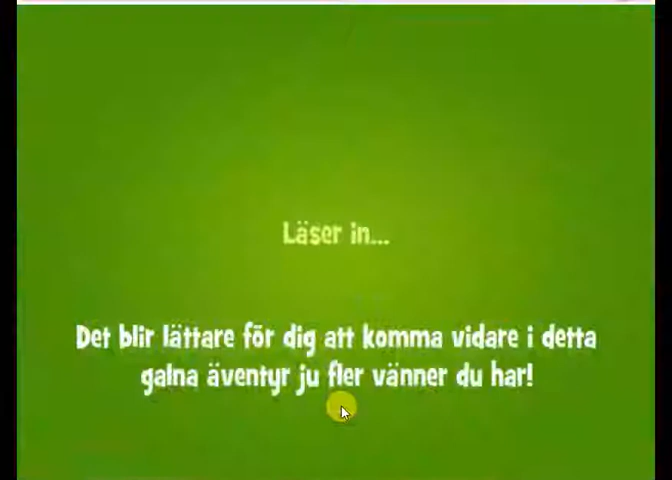 Läser in...
Det blir lättare för dig att komma vidare i detta
galna äventyr ju fler vänner du har!